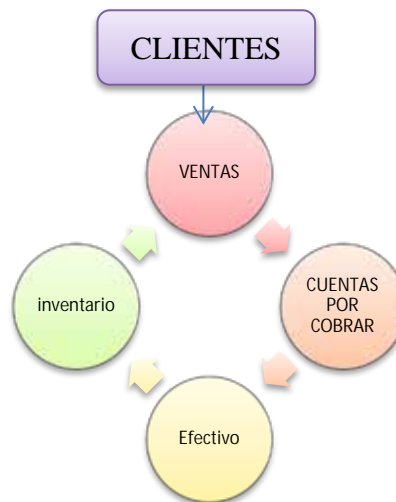 CLIENTES
VENTAS
inventario
CUENTAS
POR
COBRAR
Efectivo